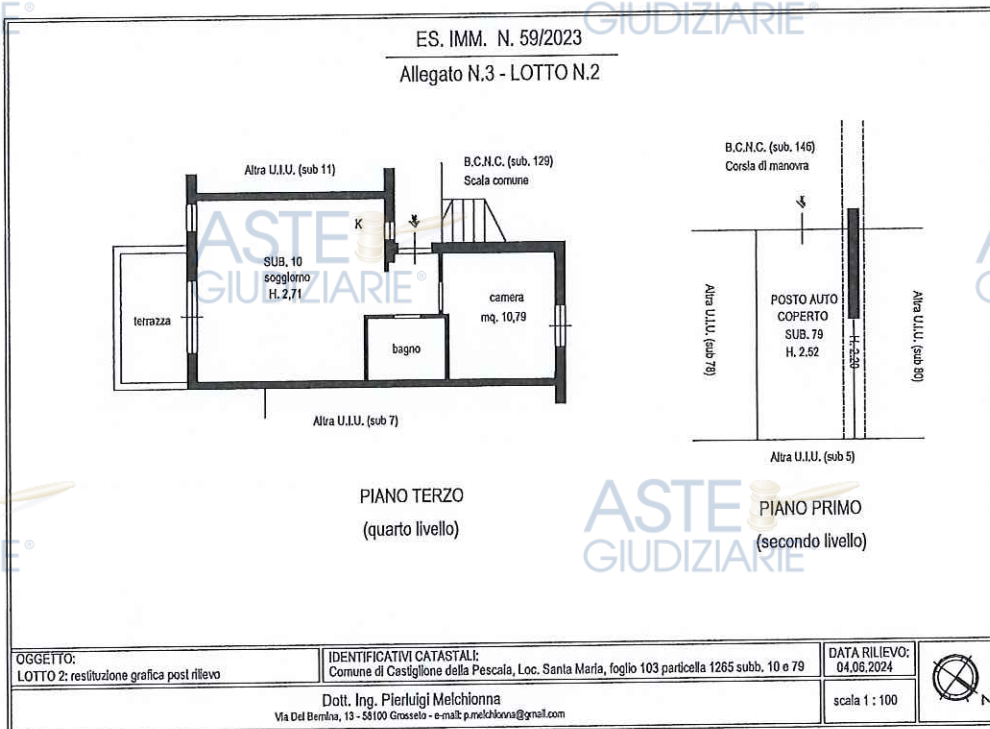 GIUDIZIARIE®
ES. IMM. N. 59/2023
Allegato N.3 - LOTTO N.2
Altra U.I.U. (sub 11)
B.C.N.C. (sub. 129)
Scala comune
K
SUB. 10
soggiorno
H. 2,71
terrazza
bagno
camera
mq. 10,79
Altra U.I.U. (sub 7)
ASTE
GIUDIZIARIE®
PIANO TERZO
(quarto livello)
B.C.N.C. (sub. 146)
Corsia di manovra
Altra U.I.U. (sub 78)
POSTO AUTO
COPERTO
SUB. 79
H. 2.52
H. 2.20
Altra U.I.U. (sub 80)
Altra U.I.U. (sub 5)
ASTE
GIUDIZIARIE®
PIANO PRIMO
(secondo livello)
OGGETTO:
LOTTO 2: restituzione grafica post rilievo
IDENTIFICATIVI CATASTALI:
Comune di Castiglione della Pescaia, Loc. Santa Maria, foglio 103 particella 1265 subb. 10 e 79
DATA RILIEVO:
04.06.2024
Dott. Ing. Pierluigi Melchionna
Via Dei Bernina, 13 - 58100 Grosseto - e-mail: p.melchionna@gmail.com
scala 1 : 100
N